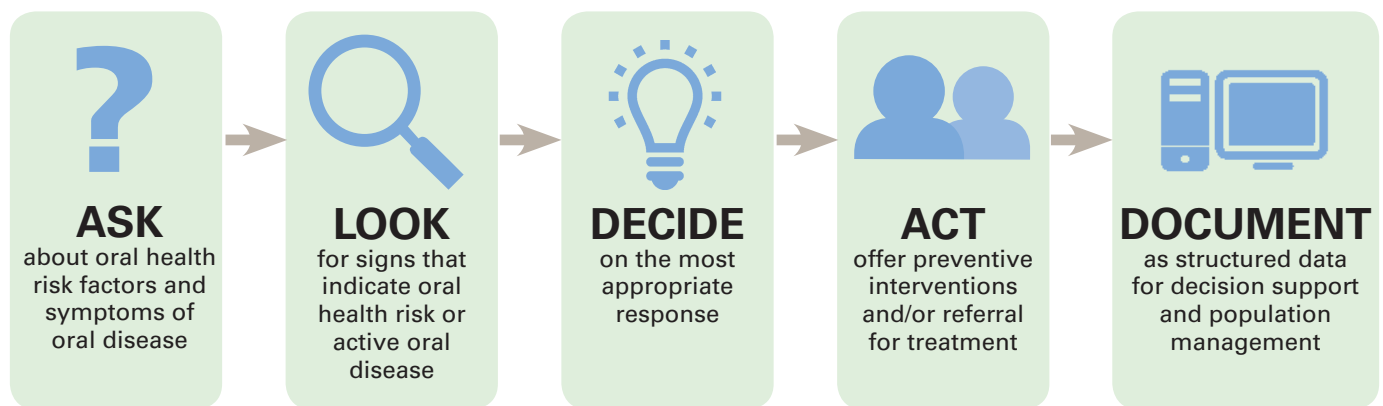 ASK
about oral health
risk factors and
symptoms of
oral disease
LOOK
for signs that
indicate oral
health risk or
active oral
disease
DECIDE
on the most
appropriate
response
ACT
offer preventive
interventions
and/or referral
for treatment
DOCUMENT
as structured data
for decision support
and population
management